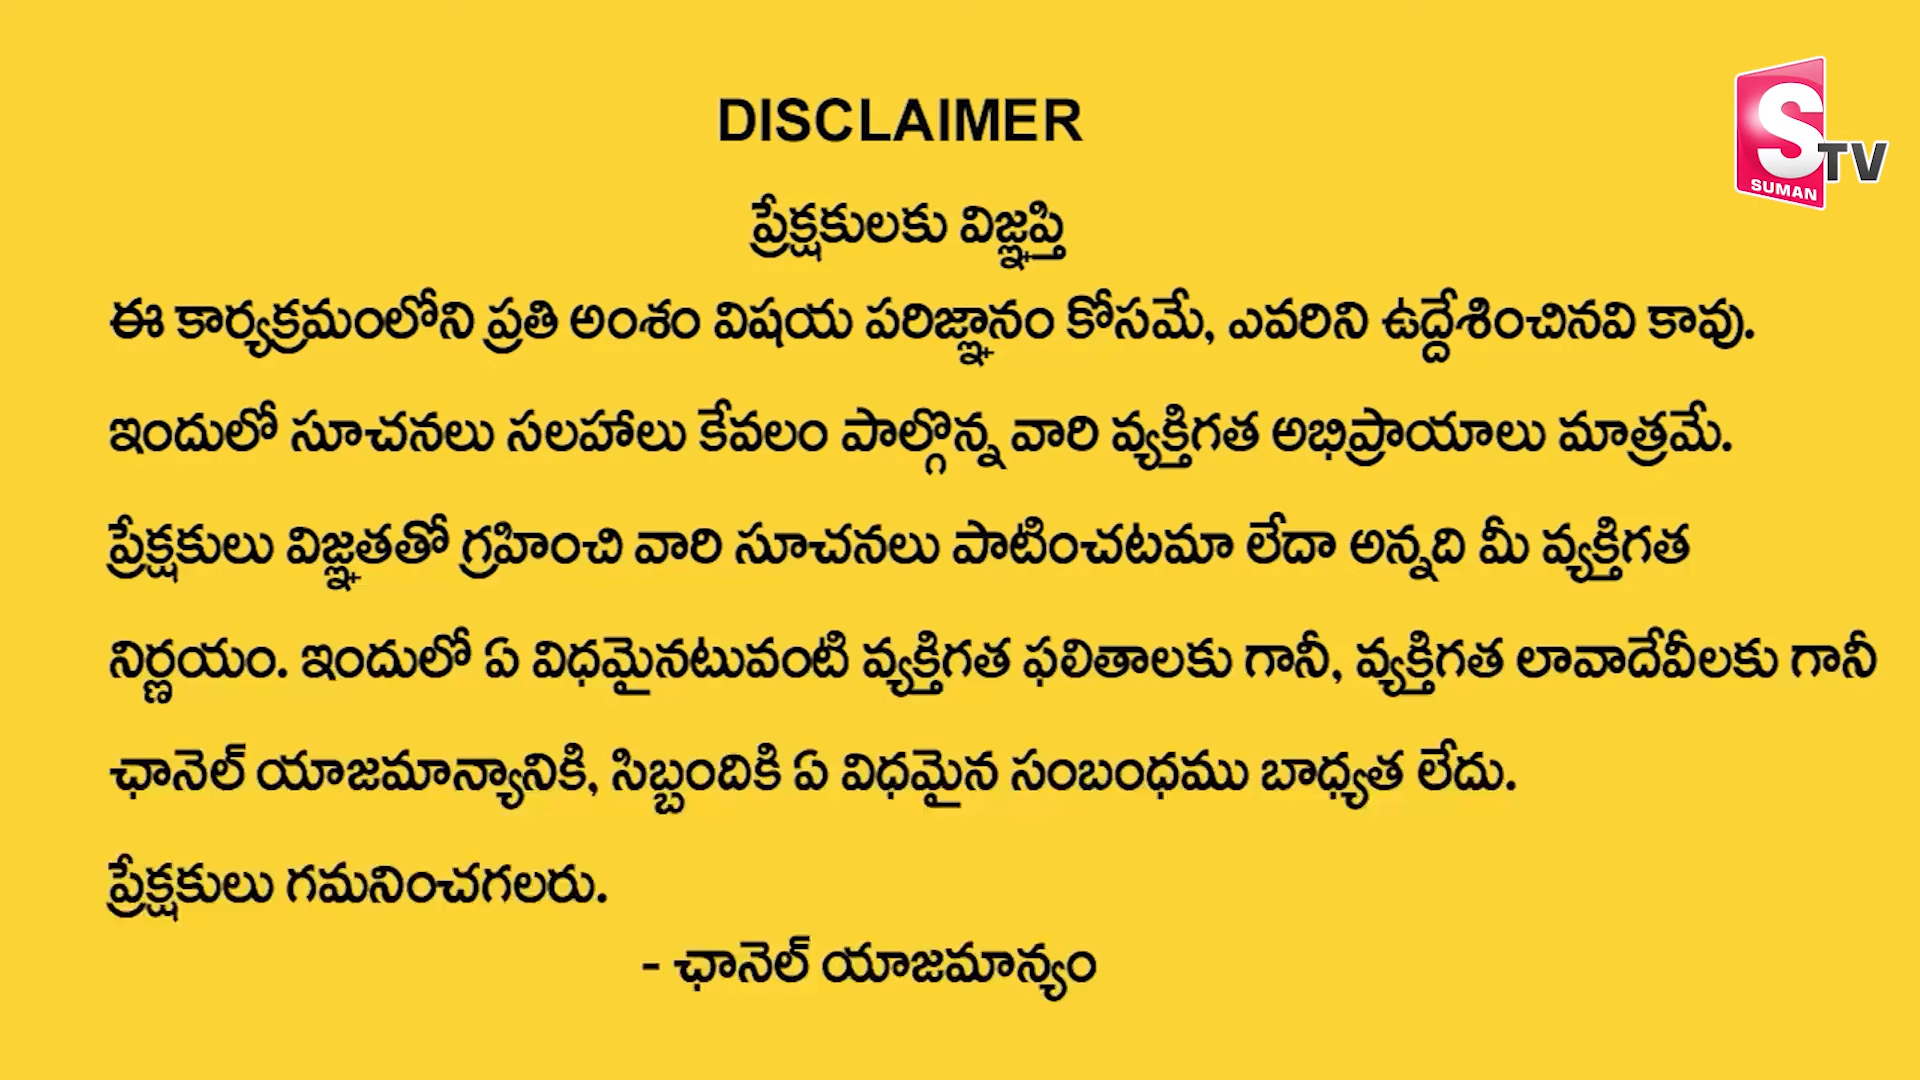 DISCLAIMER
S TV
SUMAN
ప్రేక్షకులకు విజ్ఞప్తి
ఈ కార్యక్రమంలోని ప్రతి అంశం విషయ పరిజ్ఞానం కోసమే, ఎవరిని ఉద్దేశించినవి కావు.
ఇందులో సూచనలు సలహాలు కేవలం పాల్గొన్న వారి వ్యక్తిగత అభిప్రాయాలు మాత్రమే.
ప్రేక్షకులు విజ్ఞతతో గ్రహించి వారి సూచనలు పాటించటమా లేదా అన్నది మీ వ్యక్తిగత
నిర్ణయం. ఇందులో ఏ విధమైనటువంటి వ్యక్తిగత ఫలితాలకు గానీ, వ్యక్తిగత లావాదేవీలకు గానీ
ఛానెల్ యాజమాన్యానికి, సిబ్బందికి ఏ విధమైన సంబంధము బాధ్యత లేదు.
ప్రేక్షకులు గమనించగలరు.
- ఛానెల్ యాజమాన్యం